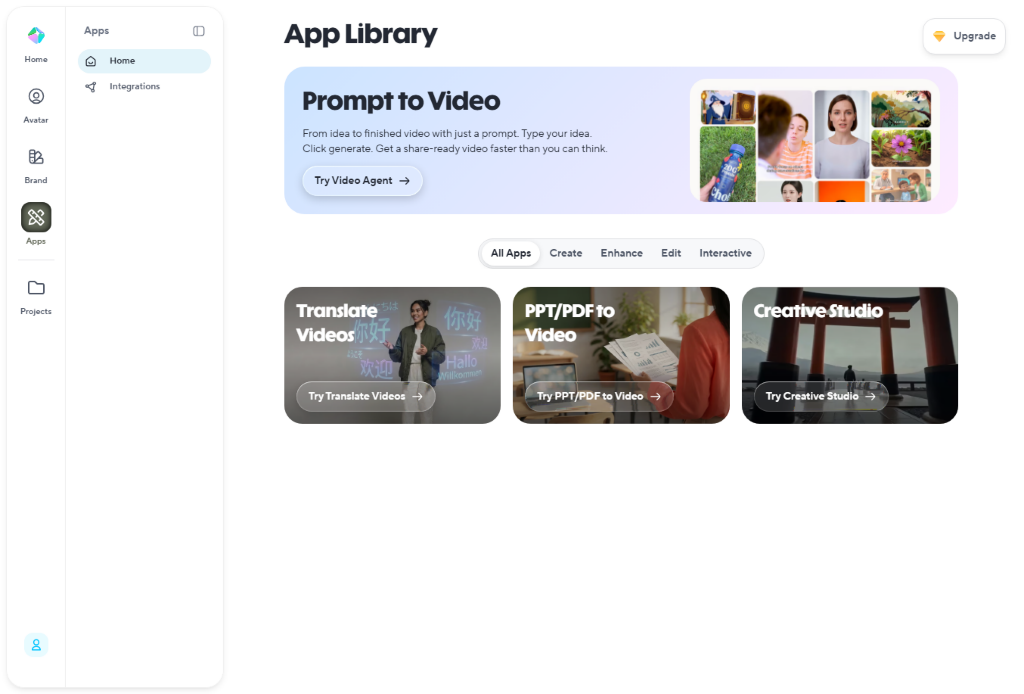 Apps
Home
Home
Integrations
Avatar
Brand
Apps
Projects
App Library
Upgrade
Prompt to Video
From idea to finished video with just a prompt. Type your idea.
Click generate. Get a share-ready video faster than you can think.
Try Video Agent
All Apps
Create
Enhance
Edit
Interactive
Translate
Videos
你好
你好
欢迎
Hallo
Willkommen
Try Translate Videos
PPT/PDF to
Video
Try PPT/PDF to Video
Creative Studio
Try Creative Studio